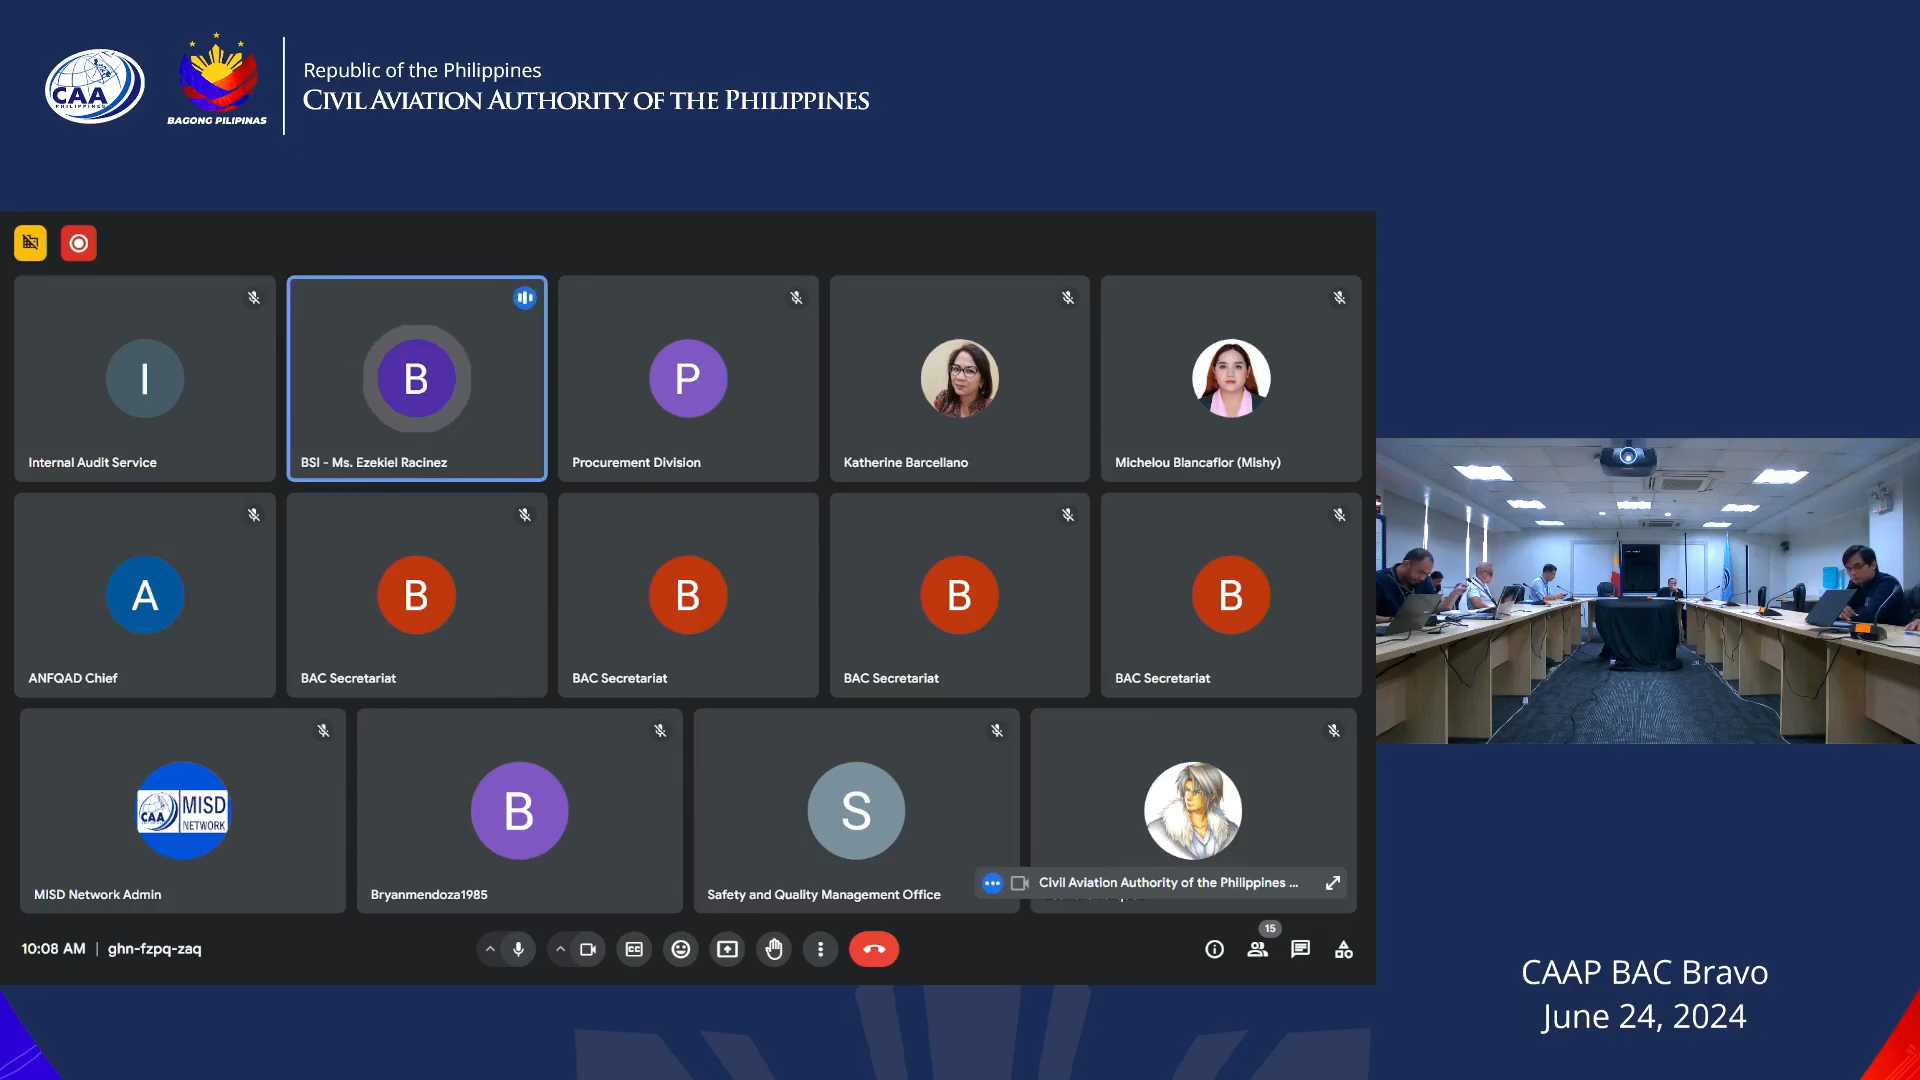 CAA
PHILIPPINES
BAGONG PILIPINAS
Republic of the Philippines
CIVIL AVIATION AUTHORITY OF THE PHILIPPINES
I
Internal Audit Service
B
BSI - Ms. Ezekiel Racinez
P
Procurement Division
Katherine Barcellano
Michelou Blancaflor (Mishy)
A
ANFQAD Chief
B
BAC Secretariat
B
BAC Secretariat
B
BAC Secretariat
B
BAC Secretariat
CAA
MISD
NETWORK
MISD Network Admin
B
Bryanmendoza1985
S
Safety and Quality Management Office
Civil Aviation Authority of the Philippines ...
10:08 AM | ghn-fzpq-zaq
CC
15
CAAP BAC Bravo
June 24, 2024